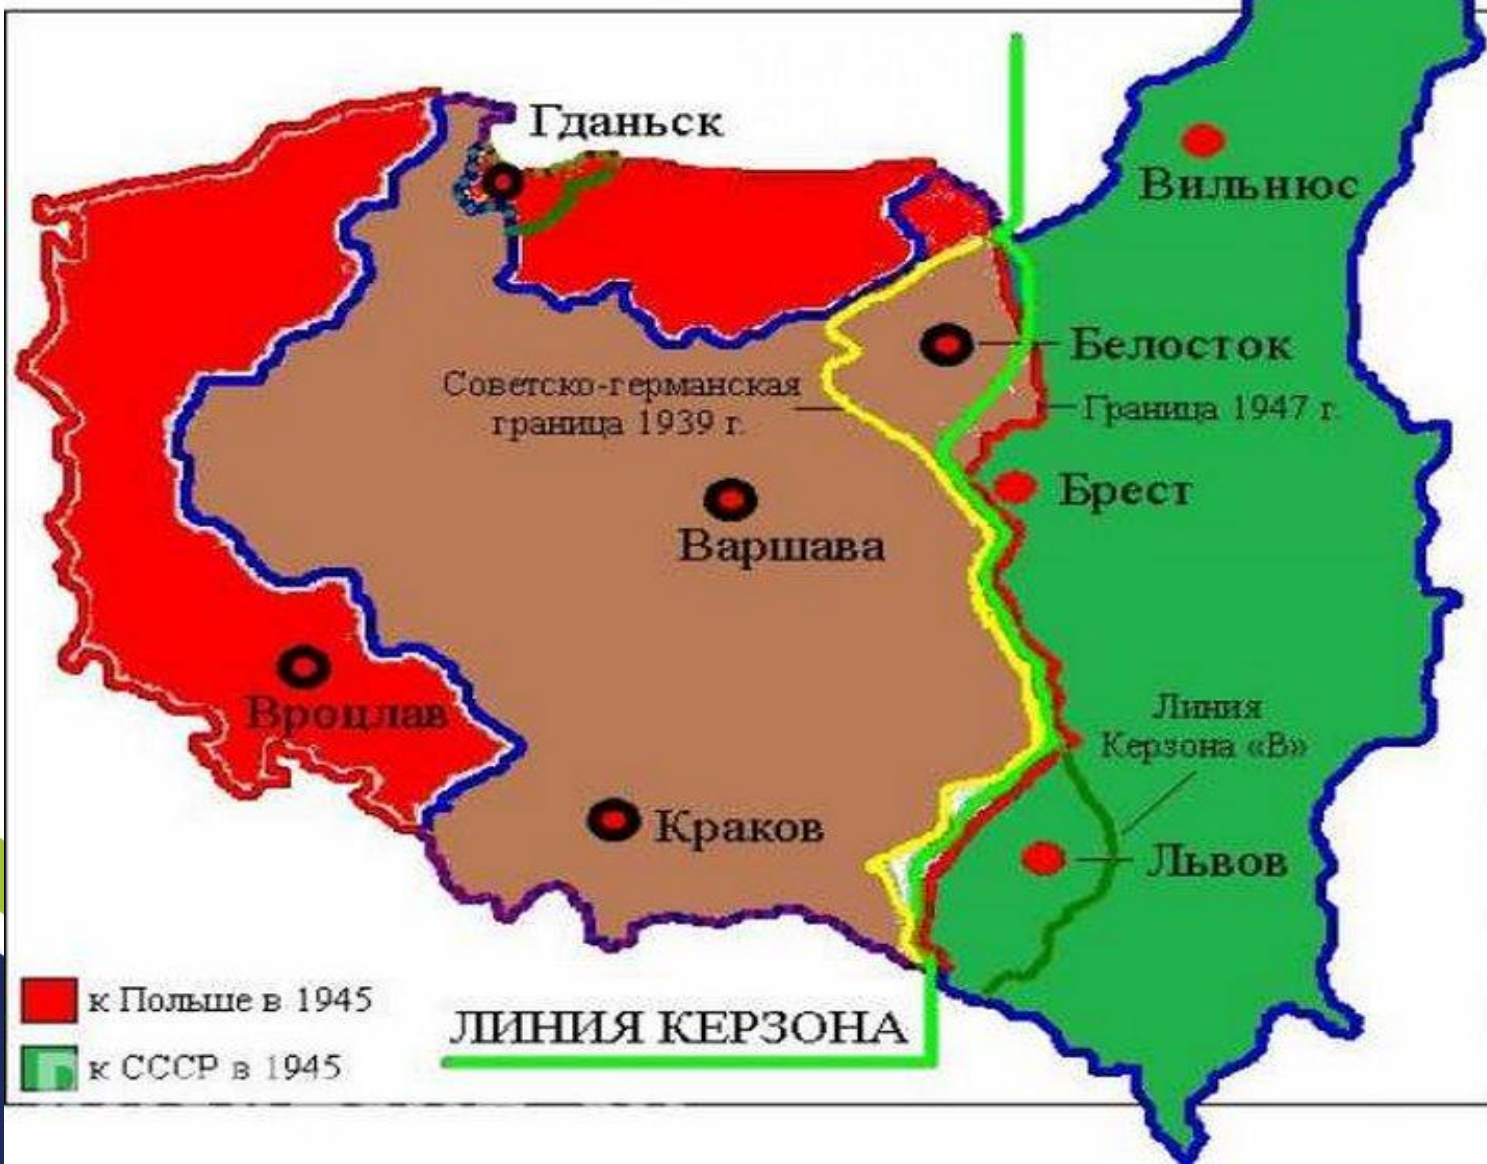 Гданьск
Вильнюс
Белосток
Советско-германская
граница 1939 г.
Граница 1947 г.
Брест
Варшава
Линия
Керзона «В»
Вроцлав
Краков
Львов
к Польше в 1945
ЛИНИЯ КЕРЗОНА
к СССР в 1945